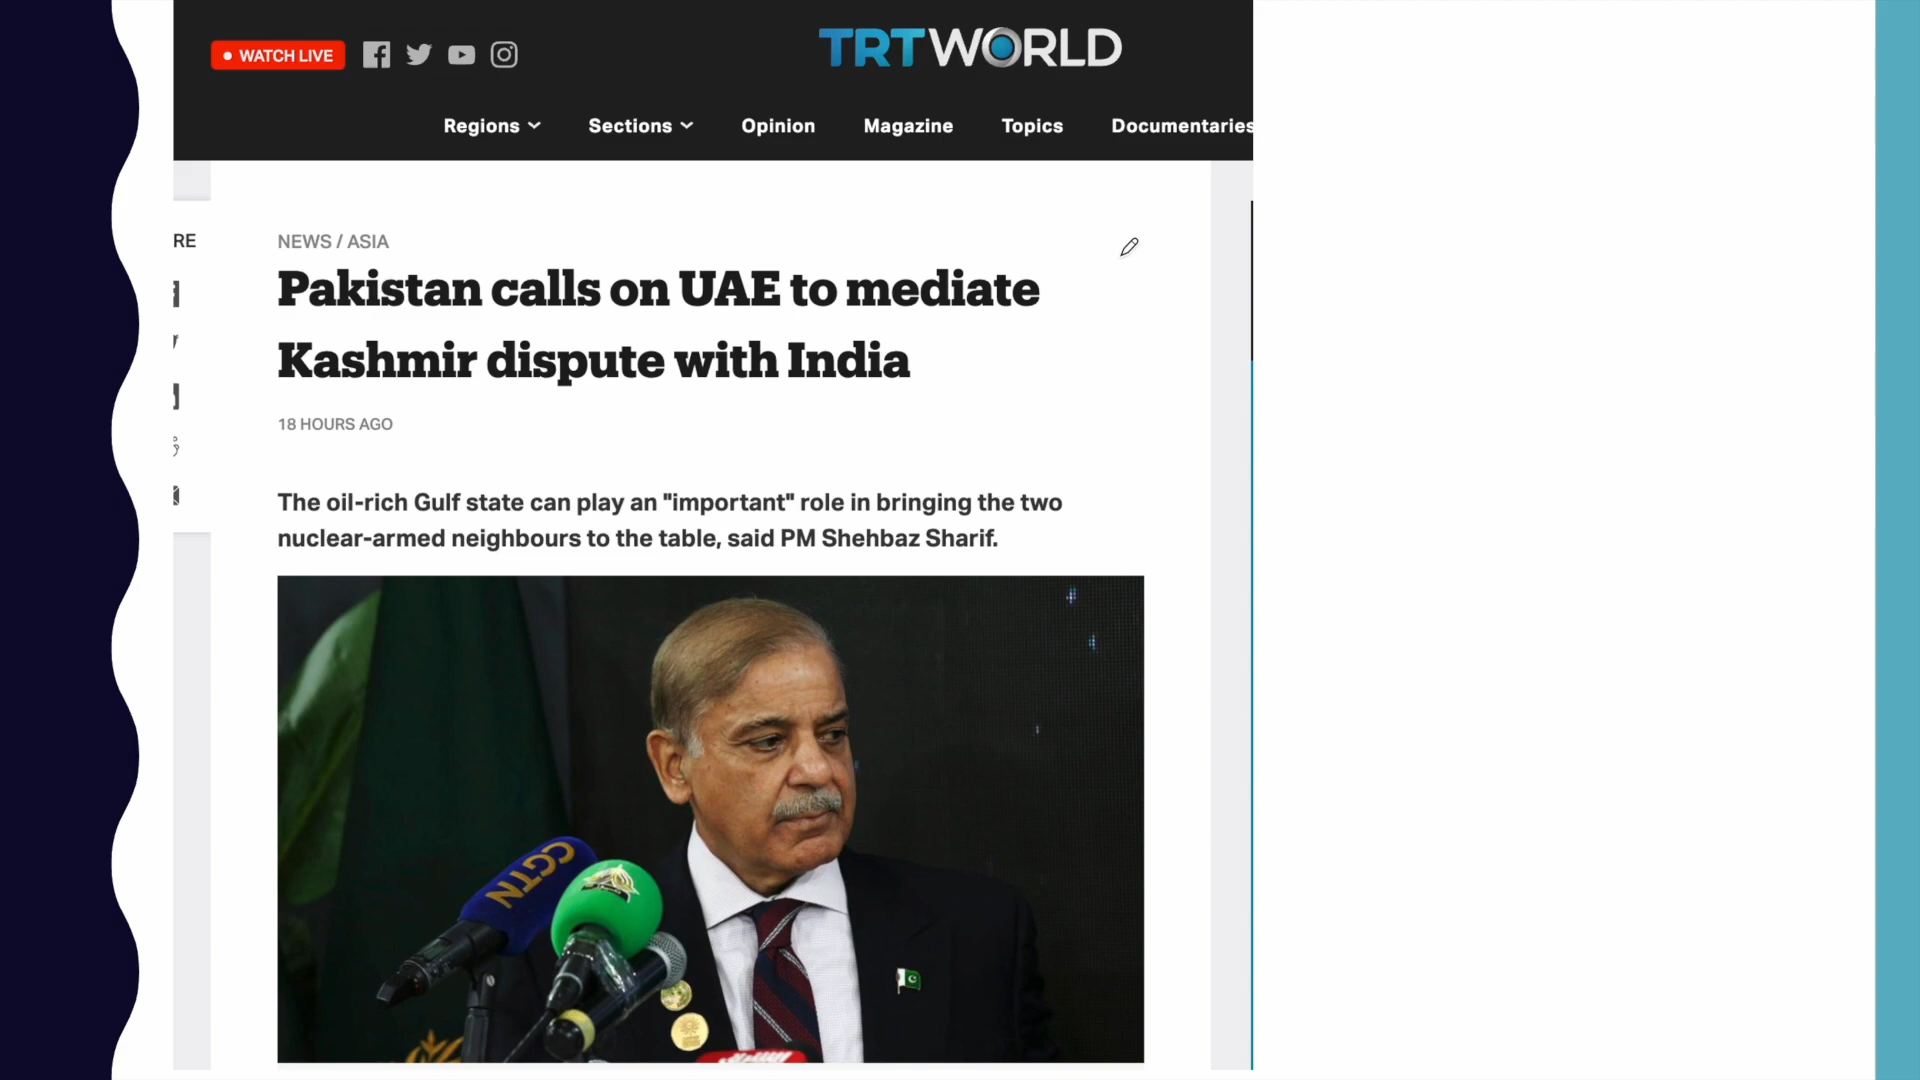 WATCH LIVE
TRT WORLD
Regions
Sections
Opinion
Magazine
Topics
Documentaries
RE
NEWS / ASIA
Pakistan calls on UAE to mediate
Kashmir dispute with India
18 HOURS AGO
The oil-rich Gulf state can play an "important" role in bringing the two
nuclear-armed neighbours to the table, said PM Shehbaz Sharif.
CGTN